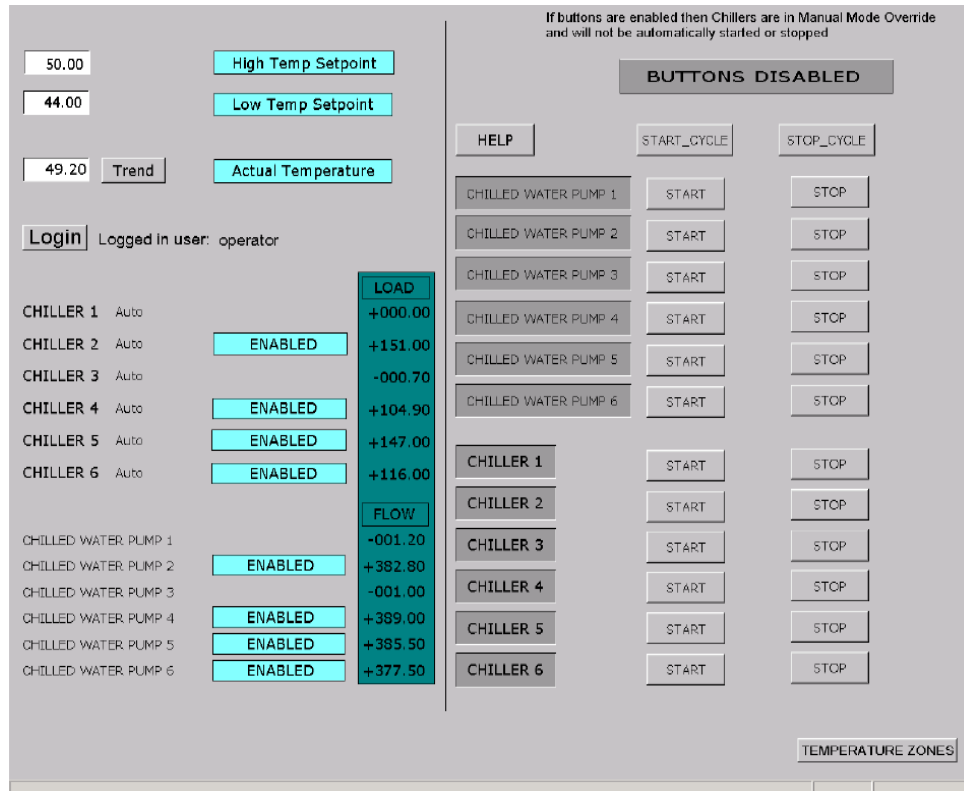 If buttons are enabled then Chillers are in Manual Mode Override
and will not be automatically started or stopped
50.00 High Temp Setpoint
BUTTONS DISABLED
44.00 Low Temp Setpoint
HELP START_CYCLE STOP_CYCLE
49.20 Trend Actual Temperature
CHILLED WATER PUMP 1 START STOP
Login Logged in user: operator
CHILLED WATER PUMP 2 START STOP
CHILLED WATER PUMP 3 START STOP
LOAD
CHILLER 1 Auto +000.00
CHILLED WATER PUMP 4 START STOP
CHILLER 2 Auto ENABLED +151.00
CHILLED WATER PUMP 5 START STOP
CHILLER 3 Auto -000.70
CHILLED WATER PUMP 6 START STOP
CHILLER 4 Auto ENABLED +104.90
CHILLER 5 Auto ENABLED +147.00
CHILLER 1 START STOP
CHILLER 6 Auto ENABLED +116.00
CHILLER 2 START STOP
FLOW
CHILLED WATER PUMP 1 -001.20
CHILLER 3 START STOP
CHILLED WATER PUMP 2 ENABLED +382.80
CHILLED WATER PUMP 3 -001.00
CHILLER 4 START STOP
CHILLED WATER PUMP 4 ENABLED +389.00
CHILLER 5 START STOP
CHILLED WATER PUMP 5 ENABLED +385.50
CHILLED WATER PUMP 6 ENABLED +377.50
CHILLER 6 START STOP
TEMPERATURE ZONES